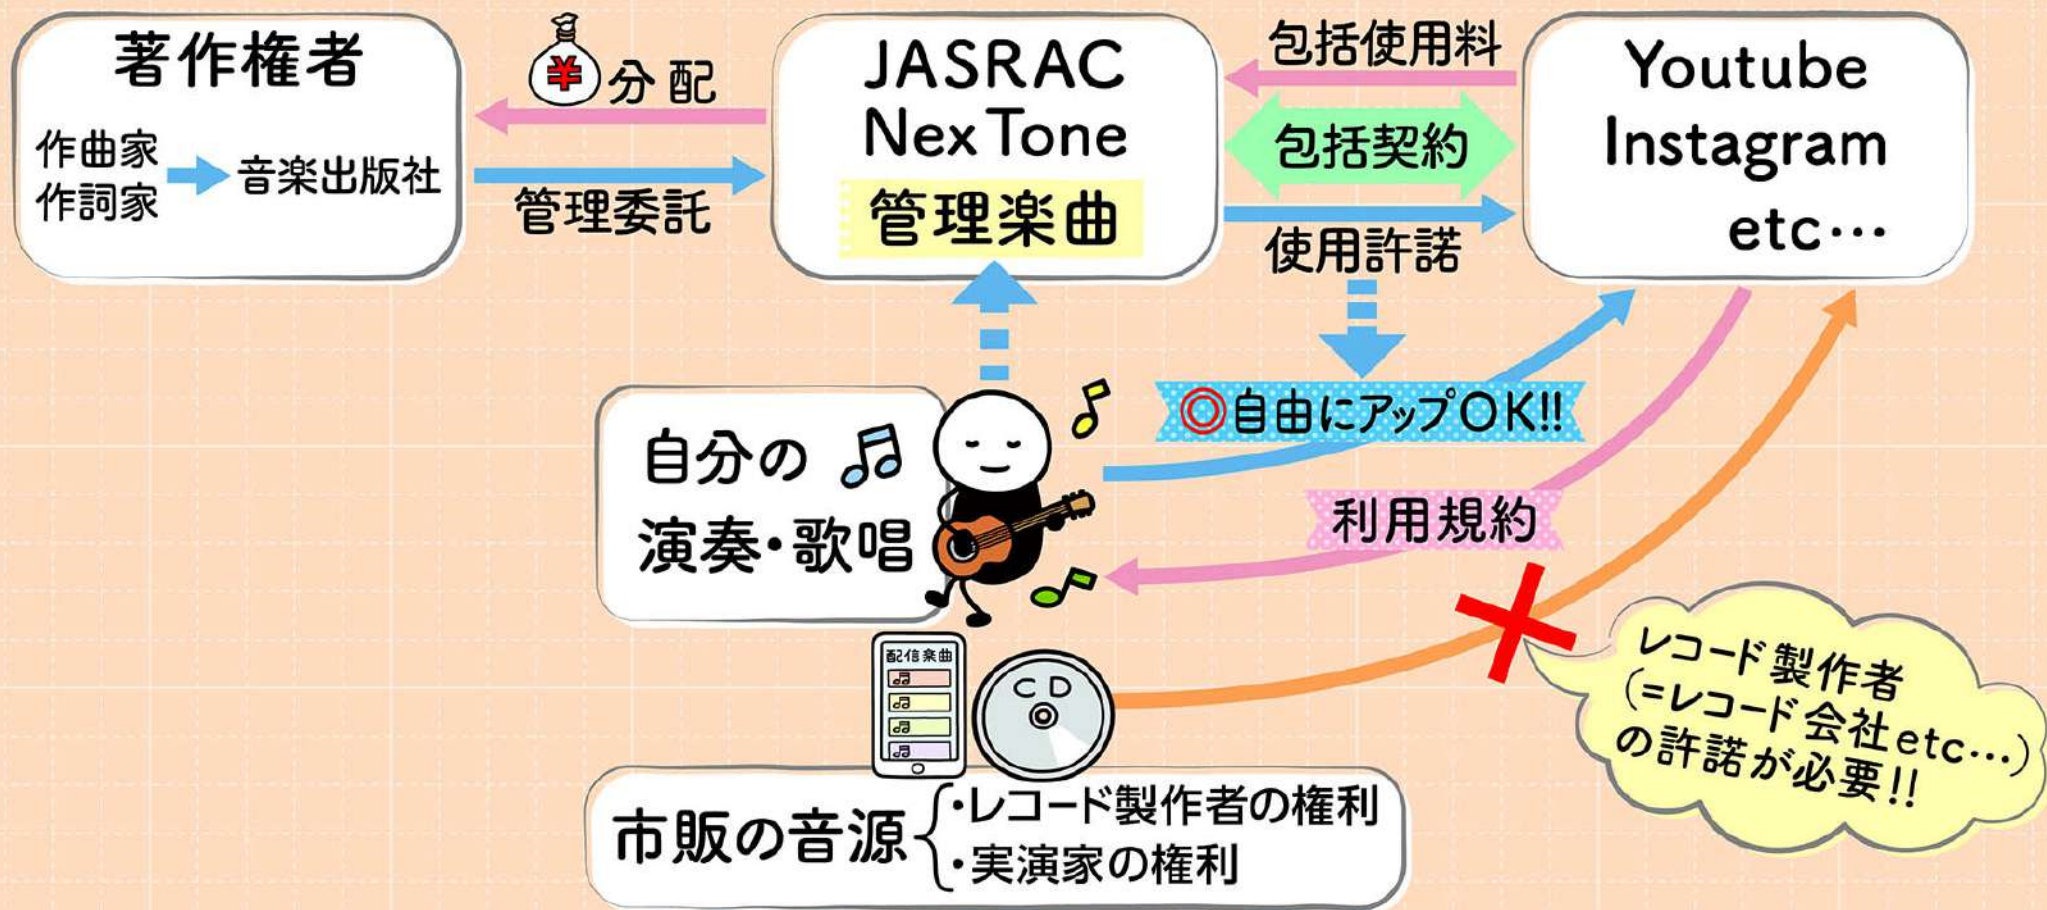 著作権者
作曲家
作詞家
音楽出版社
¥
分配
管理委託
JASRAC
NexTone
管理楽曲
包括使用料
包括契約
使用許諾
Youtube
Instagram
etc…
◎自由にアップOK!!
自分の
演奏・歌唱
利用規約
配信楽曲
CD
レコード製作者
(=レコード会社etc…)
の許諾が必要!!
市販の音源
・レコード製作者の権利
・実演家の権利